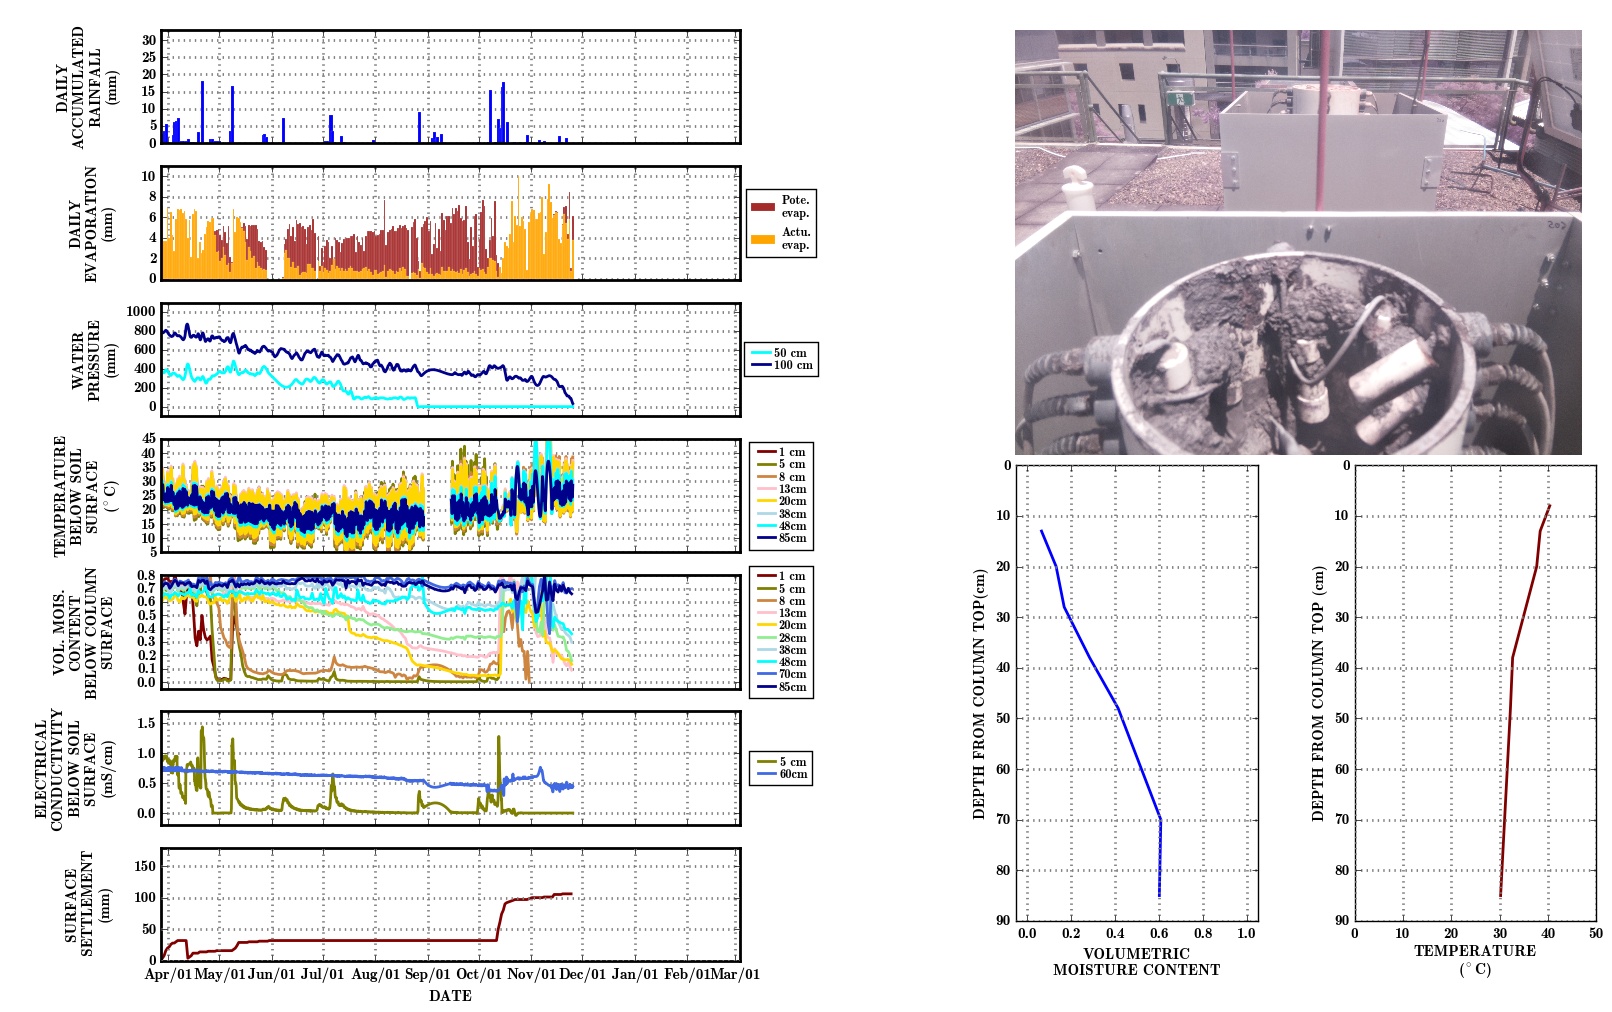 DAILY
ACCUMULATED
RAINFALL
(mm)
30
25
20
15
10
5
0
DAILY
EVAPORATION
(mm)
10
8
6
4
2
0
Pote.
evap.
Actu.
evap.
WATER
PRESSURE
(mm)
1000
800
600
400
200
0
50 cm
100 cm
TEMPERATURE
BELOW SOIL
SURFACE
(°C)
45
40
35
30
25
20
15
10
5
1 cm
5 cm
8 cm
13cm
20cm
38cm
48cm
85cm
VOL. MOIS.
CONTENT
BELOW COLUMN
SURFACE
0.8
0.7
0.6
0.5
0.4
0.3
0.2
0.1
0.0
1 cm
5 cm
8 cm
13cm
20cm
28cm
38cm
48cm
70cm
85cm
ELECTRICAL
CONDUCTIVITY
BELOW SOIL
SURFACE
(mS/cm)
1.5
1.0
0.5
0.0
5 cm
60cm
SURFACE
SETTLEMENT
(mm)
150
100
50
0
Apr/01 May/01 Jun/01 Jul/01 Aug/01 Sep/01 Oct/01 Nov/01 Dec/01 Jan/01 Feb/01 Mar/01
DATE
DEPTH FROM COLUMN TOP(cm)
0
10
20
30
40
50
60
70
80
90
0.0 0.2 0.4 0.6 0.8 1.0
VOLUMETRIC
MOISTURE CONTENT
DEPTH FROM COLUMN TOP (cm)
0
10
20
30
40
50
60
70
80
90
0 10 20 30 40 50
TEMPERATURE
(°C)